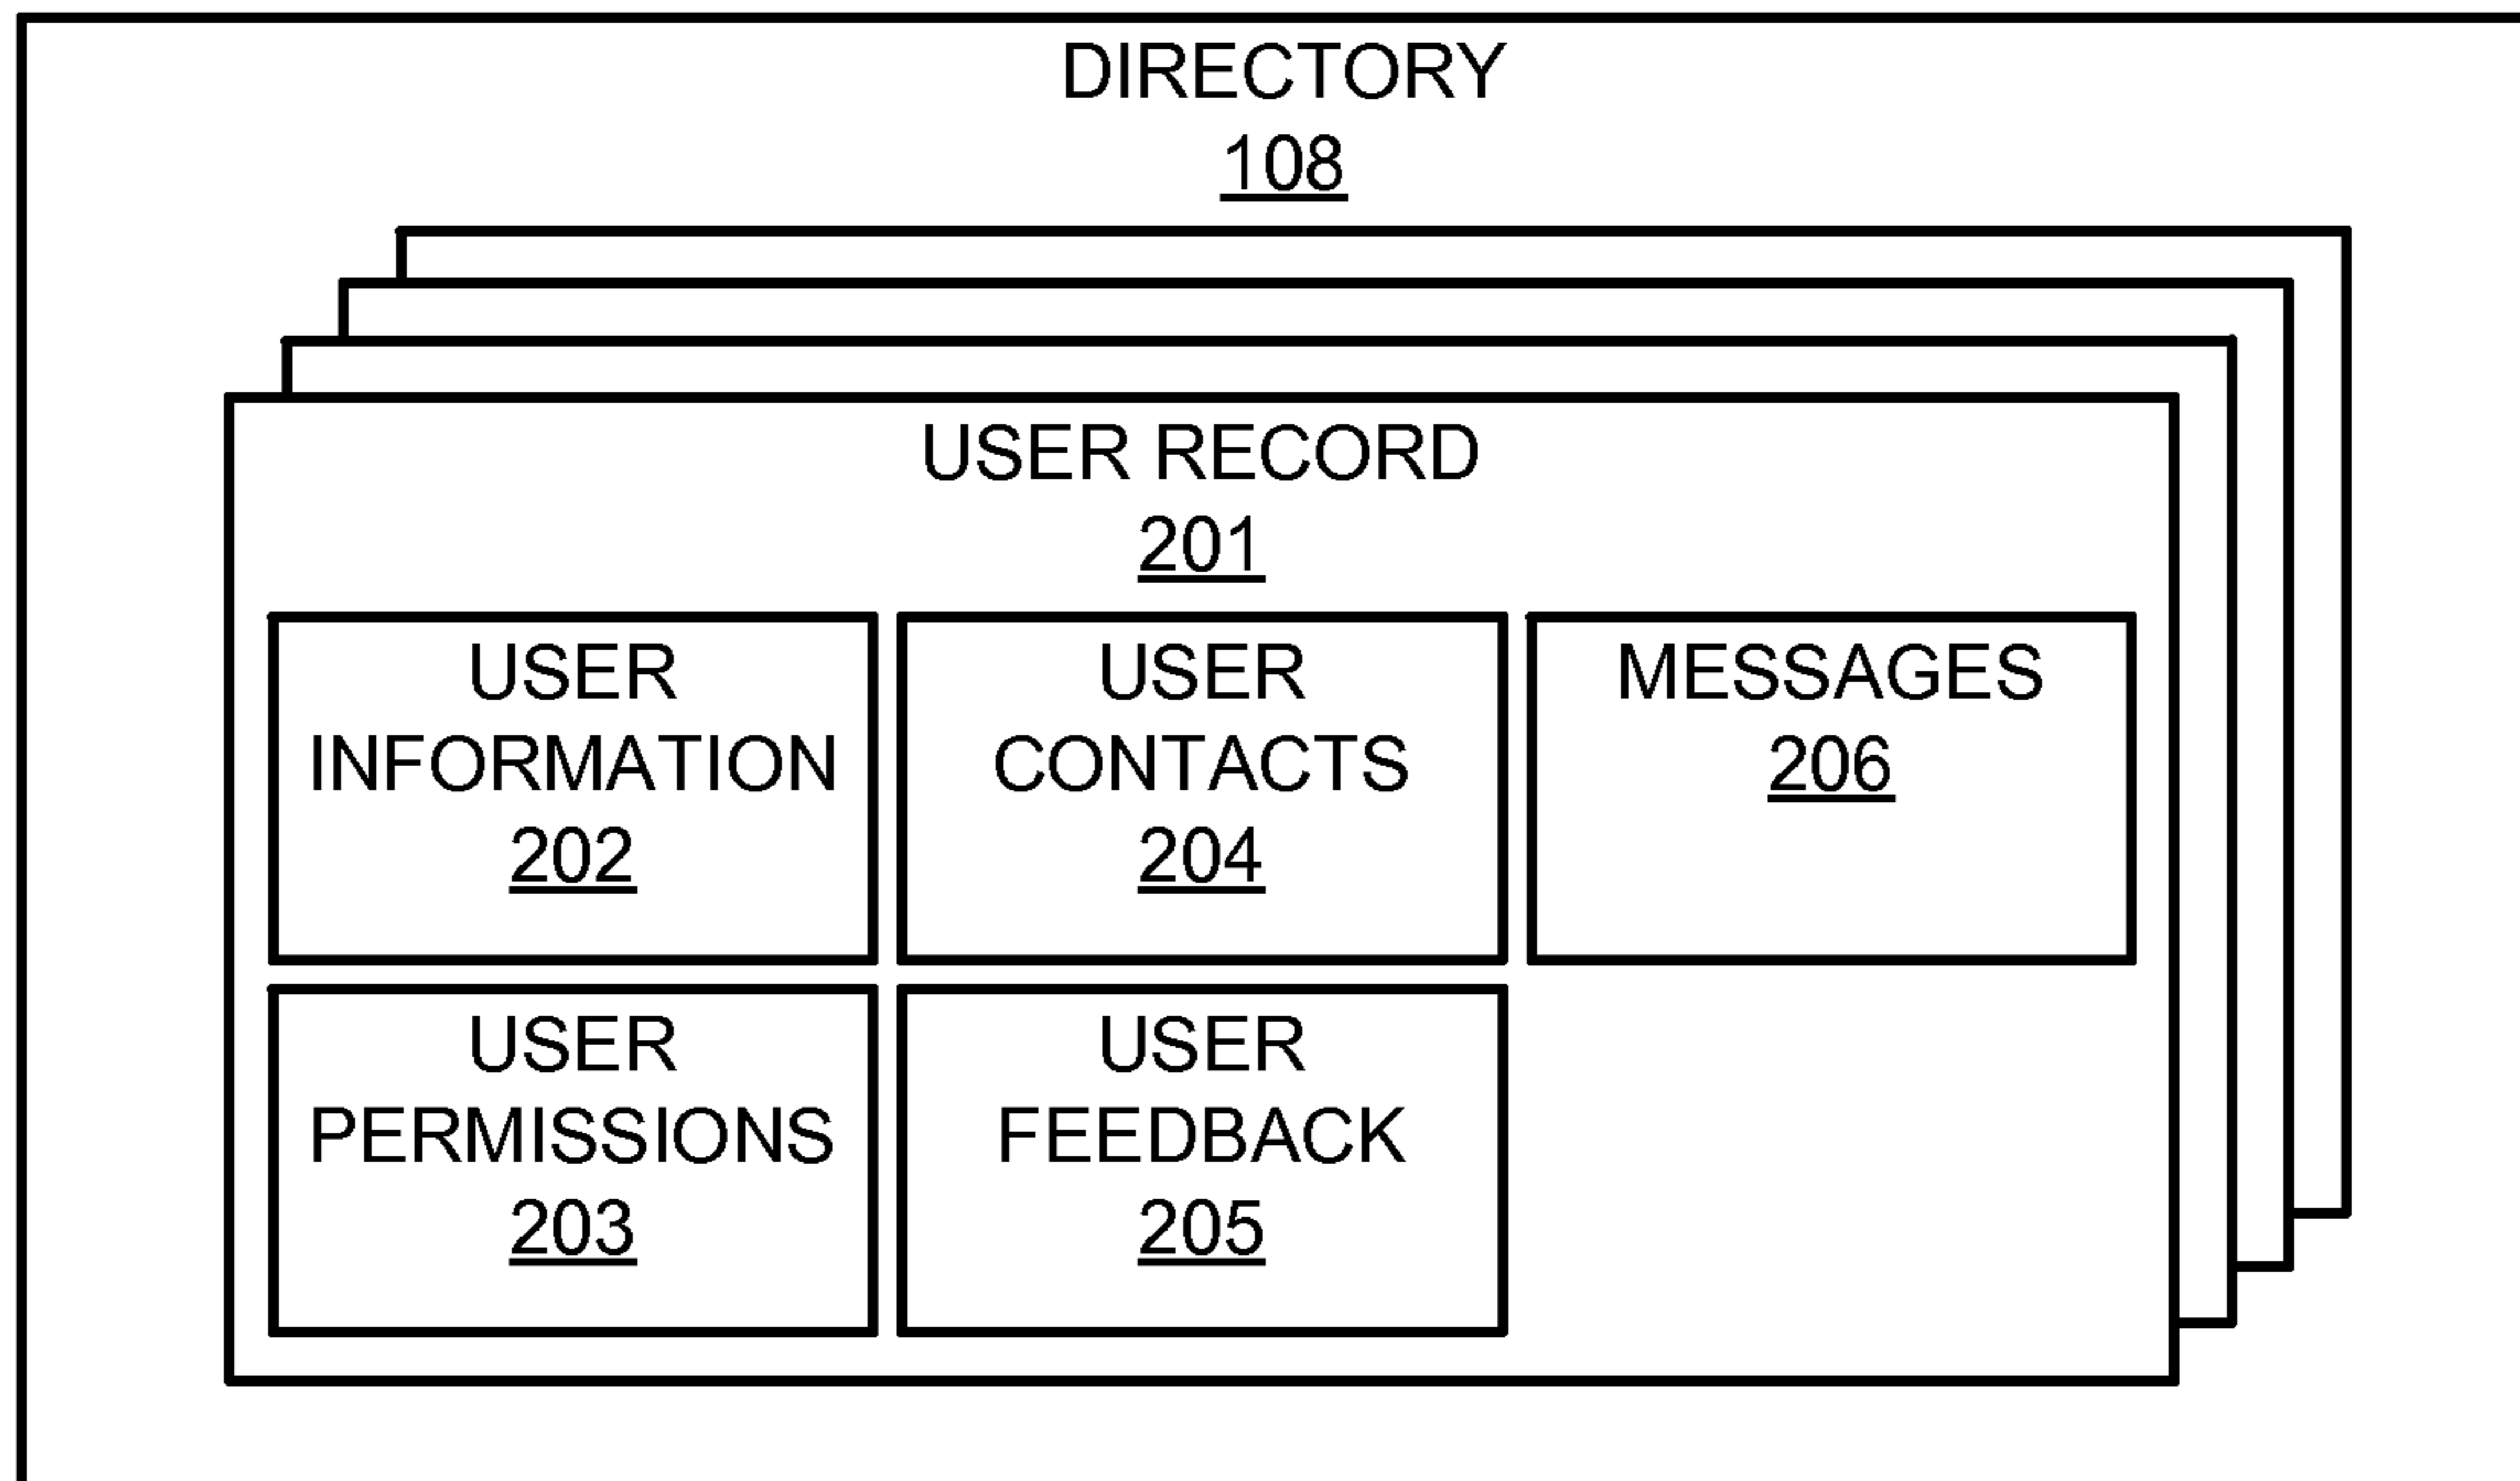 DIRECTORY
108
USER RECORD
201
USER
INFORMATION
202
USER
CONTACTS
204
MESSAGES
206
USER
PERMISSIONS
203
USER
FEEDBACK
205